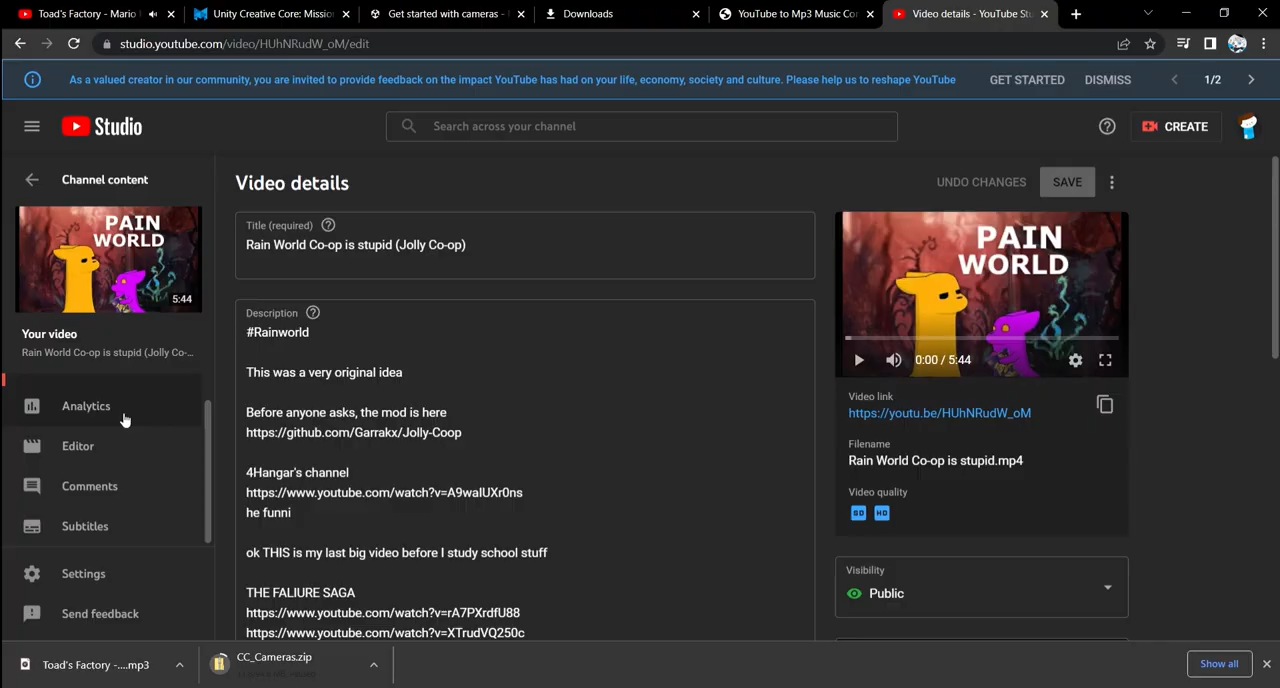 Toad's Factory - Mario
Unity Creative Core: Mission
Get started with cameras -
Downloads
YouTube to Mp3 Music Co
Video details - YouTube Stu
studio.youtube.com/video/HUhNRudW_oM/edit
As a valued creator in our community, you are invited to provide feedback on the impact YouTube has had on your life, economy, society and culture. Please help us to reshape YouTube
GET STARTED
DISMISS
1/2
Studio
Search across your channel
CREATE
Channel content
PAIN
WORLD
5:44
Your video
Rain World Co-op is stupid (Jolly Co-...
Analytics
Editor
Comments
Subtitles
Settings
Send feedback
Video details
UNDO CHANGES
SAVE
Title (required)
Rain World Co-op is stupid (Jolly Co-op)
Description
#Rainworld
This was a very original idea
Before anyone asks, the mod is here
https://github.com/Garrakx/Jolly-Coop
4Hangar's channel
https://www.youtube.com/watch?v=A9walUXr0ns
he funni
ok THIS is my last big video before I study school stuff
THE FALIURE SAGA
https://www.youtube.com/watch?v=rA7PXrdfU88
https://www.youtube.com/watch?v=XTrudVQ250c
PAIN
WORLD
0:00 / 5:44
Video link
https://youtu.be/HUhNRudW_oM
Filename
Rain World Co-op is stupid.mp4
Video quality
SD
HD
Visibility
Public
Toad's Factory -....mp3
CC_Cameras.zip
Show all